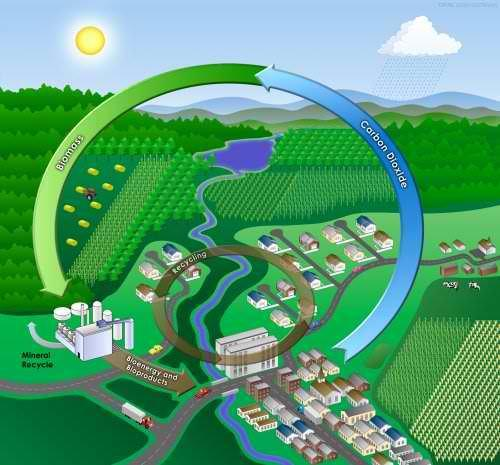 Biomass
Carbon Dioxide
Recycling
Mineral
Recycle
Bioenergy and
Bioproducts